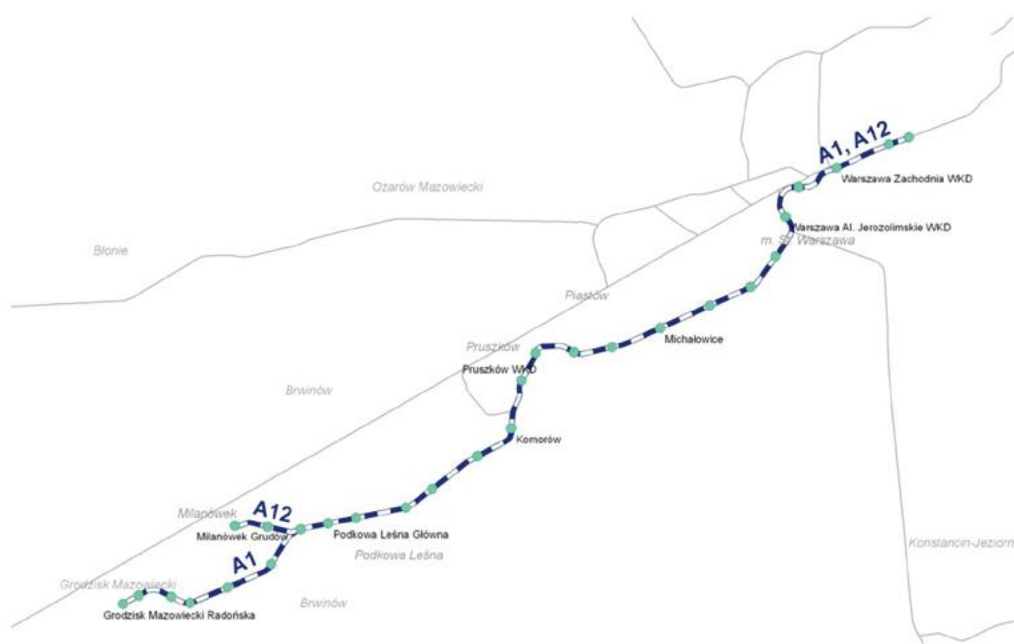 A1, A12
Warszawa Zachodnia WKD
Ożarów Mazowiecki
Warszawa Al. Jerozolimskie WKD
m. St. Warszawa
Błonie
Piastów
Michałowice
Pruszków
Pruszków WKD
Brwinów
Komorów
A12
Milanówek
Milanówek Grudów
Podkowa Leśna Główna
Podkowa Leśna
Konstancin-Jeziorn
A1
Grodzisk Mazowiecki
Brwinów
Grodzisk Mazowiecki Radońska